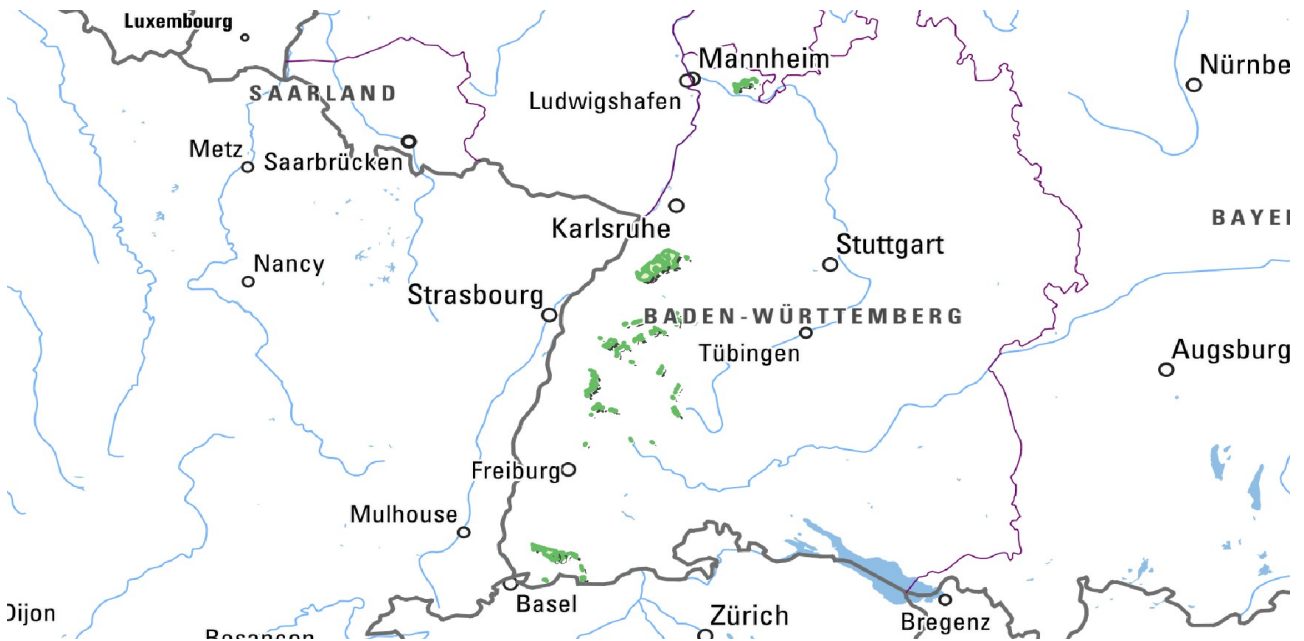 Luxembourg
Mannheim
Nürnbe
SAARLAND
Ludwigshafen
Metz
Saarbrücken
Karlsruhe
BAYE
Stuttgart
Nancy
Strasbourg
BADEN-WÜRTTEMBERG
Tübingen
Augsburg
Freiburg
Mulhouse
Basel
Dijon
Zürich
Bregenz
Besançon